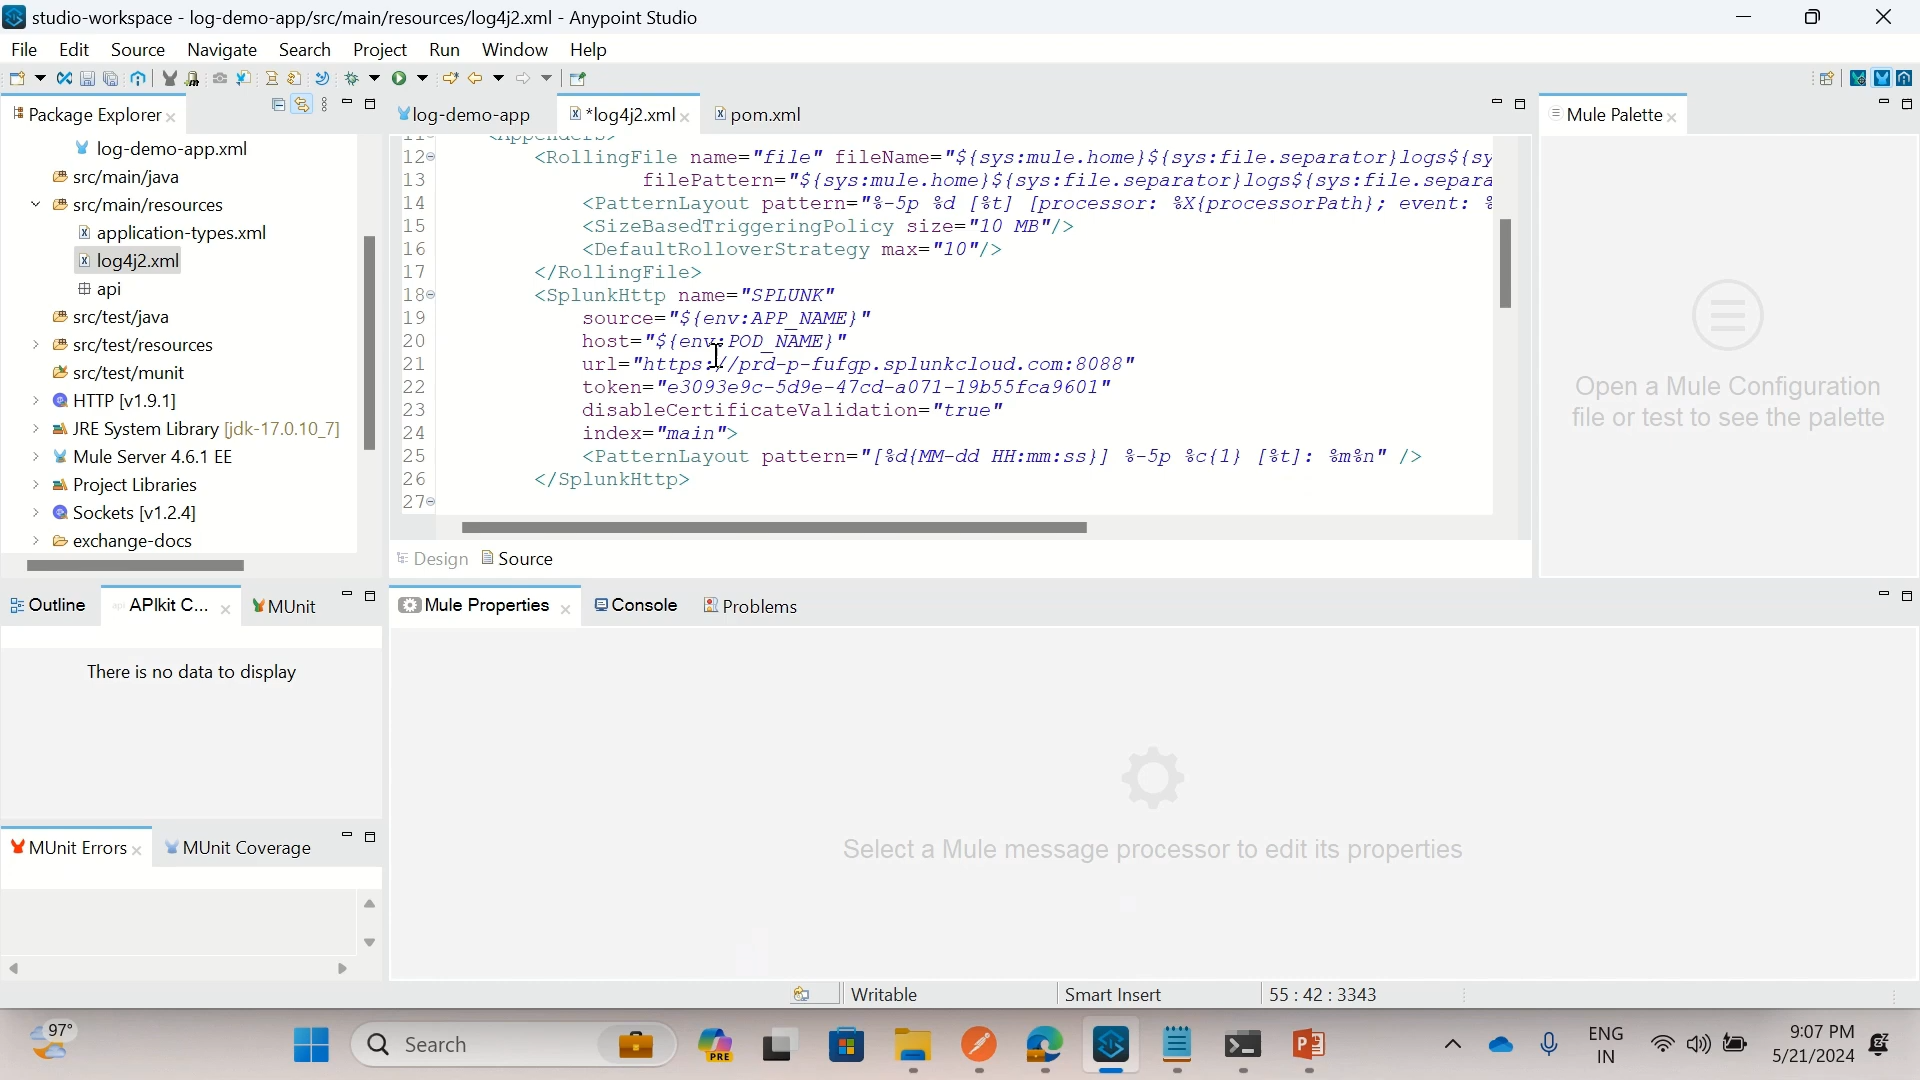 studio-workspace - log-demo-app/src/main/resources/log4j2.xml - Anypoint Studio
File Edit Source Navigate Search Project Run Window Help
Package Explorer
log-demo-app *log4j2.xml pom.xml
Mule Palette
log-demo-app.xml
src/main/java
src/main/resources
application-types.xml
log4j2.xml
api
src/test/java
src/test/resources
src/test/munit
HTTP [v1.9.1]
JRE System Library [jdk-17.0.10_7]
Mule Server 4.6.1 EE
Project Libraries
Sockets [v1.2.4]
exchange-docs
<Appenders>
12 <RollingFile name="file" fileName="${sys:mule.home}${sys:file.separator}logs${sy
13 filePattern="${sys:mule.home}${sys:file.separator}logs${sys:file.separa
14 <PatternLayout pattern="%-5p %d [%t] [processor: %X{processorPath}; event: %
15 <SizeBasedTriggeringPolicy size="10 MB"/>
16 <DefaultRolloverStrategy max="10"/>
17 </RollingFile>
18 <SplunkHttp name="SPLUNK"
19 source="${env:APP_NAME}"
20 host="${env:POD_NAME}"
21 url="https://prd-p-fufgp.splunkcloud.com:8088"
22 token="e3093e9c-5d9e-47cd-a071-19b55fca9601"
23 disableCertificateValidation="true"
24 index="main">
25 <PatternLayout pattern="[%d{MM-dd HH:mm:ss}] %-5p %c{1} [%t]: %m%n" />
26 </SplunkHttp>
27
Design Source
Open a Mule Configuration
file or test to see the palette
Outline APIkit C... MUnit
There is no data to display
MUnit Errors MUnit Coverage
Mule Properties Console Problems
Select a Mule message processor to edit its properties
Writable Smart Insert 55 : 42 : 3343
97°
Search
PRE
ENG
IN
9:07 PM
5/21/2024